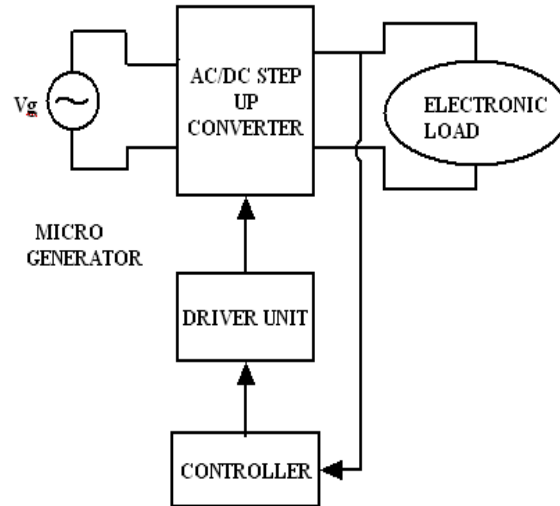 AC/DC STEP
UP
CONVERTER
Vg
ELECTRONIC
LOAD
MICRO
GENERATOR
DRIVER UNIT
CONTROLLER